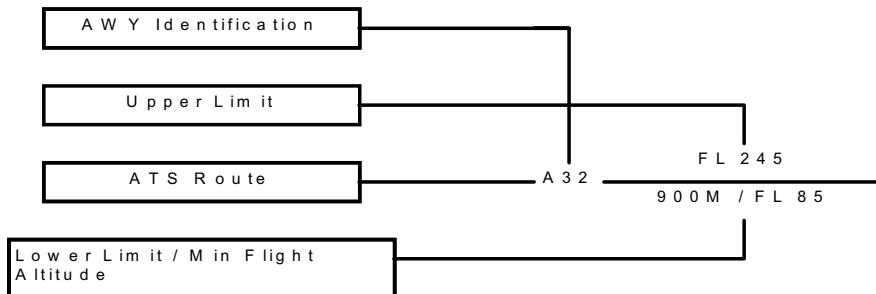 AWY Identification
Upper Limit
FL 245
ATS Route
A32
900M / FL 85
Lower Limit / Min Flight
Altitude